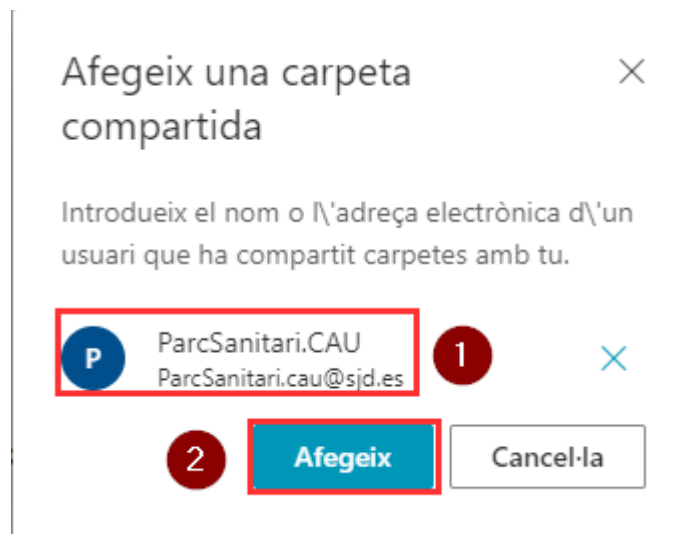 Afegeix una carpeta
compartida
Introdueix el nom o l\'adreça electrònica d\'un
usuari que ha compartit carpetes amb tu.
P
ParcSanitari.CAU
ParcSanitari.cau@sjd.es
1
2
Afegeix
Cancel·la